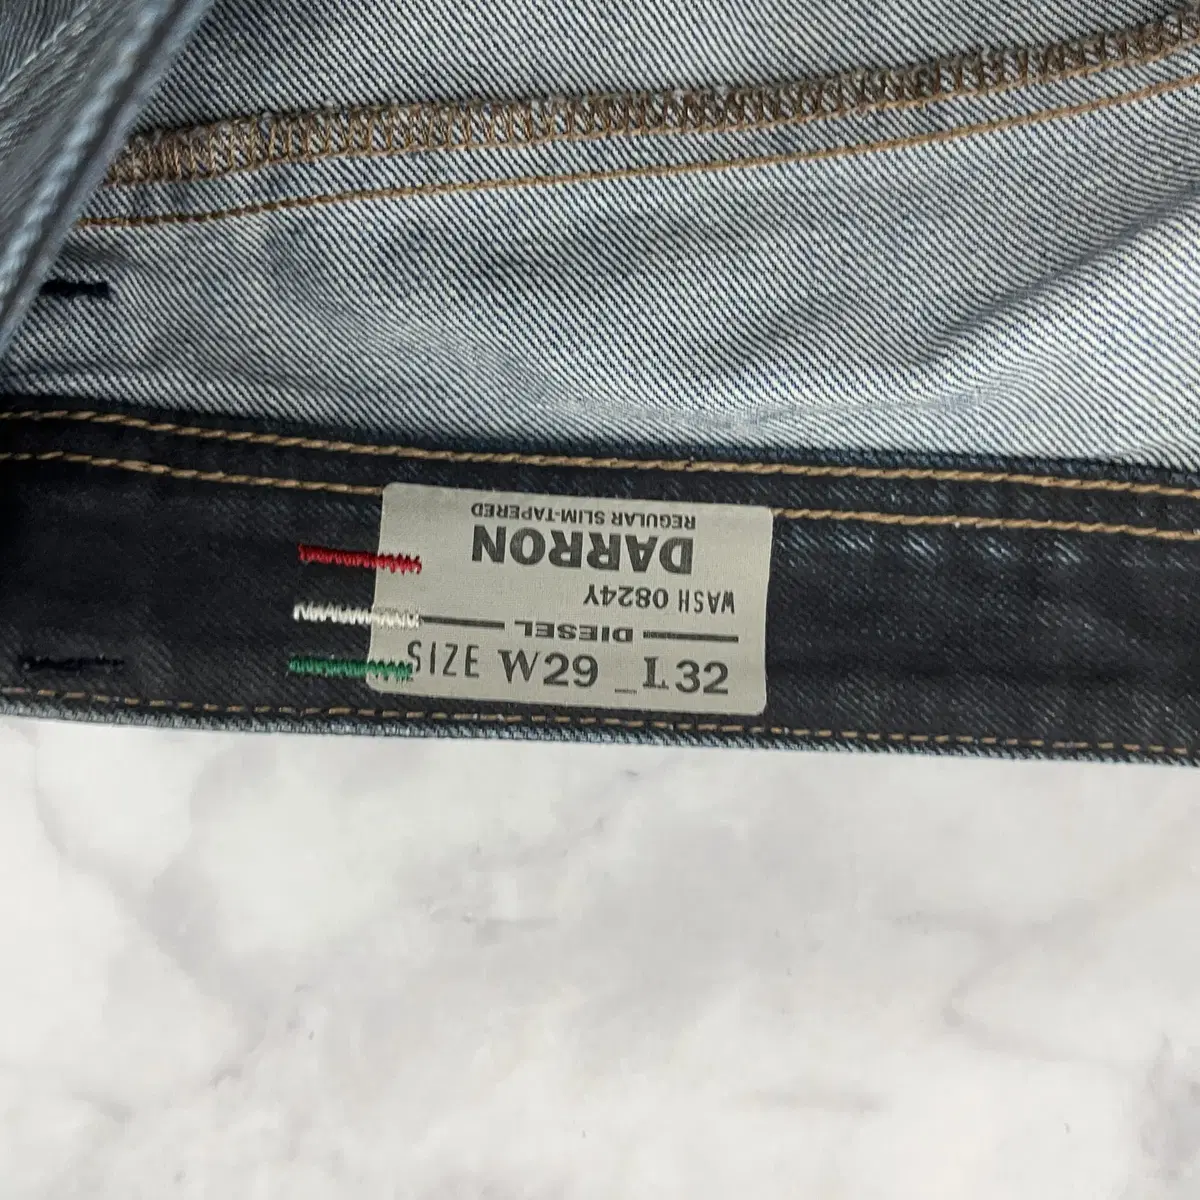 REGULAR SLIM-TAPERED
DARRON
WASH 0824Y
DIESEL
SIZE W29 _ L32